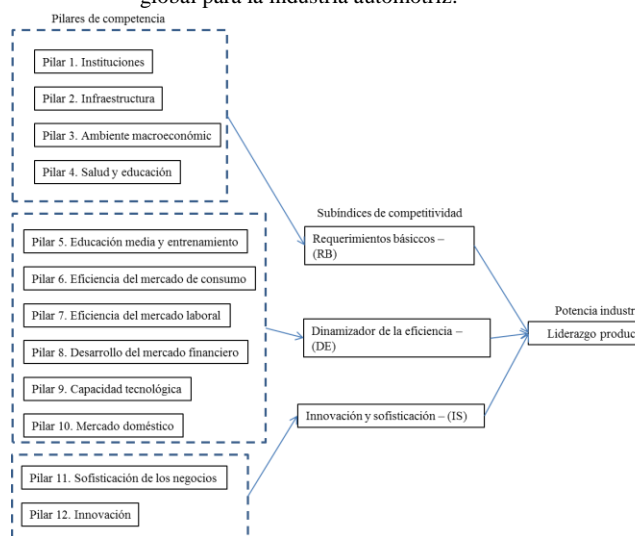 global para la industria automotriz.
Pilares de competencia
Pilar 1. Instituciones
Pilar 2. Infraestructura
Pilar 3. Ambiente macroeconómic
Pilar 4. Salud y educación
Pilar 5. Educación media y entrenamiento
Pilar 6. Eficiencia del mercado de consumo
Pilar 7. Eficiencia del mercado laboral
Pilar 8. Desarrollo del mercado financiero
Pilar 9. Capacidad tecnológica
Pilar 10. Mercado doméstico
Pilar 11. Sofisticación de los negocios
Pilar 12. Innovación
Subíndices de competitividad
Requerimientos básiccos –
(RB)
Dinamizador de la eficiencia –
(DE)
Innovación y sofisticación – (IS)
Potencia industr
Liderazgo produc